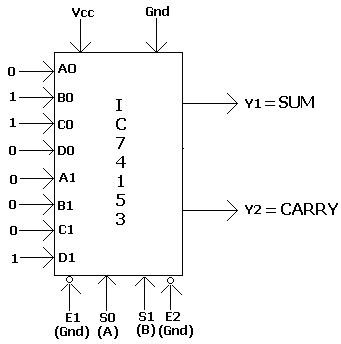 Vcc Gnd
0 A0
1 B0
1 C0
0 D0
0 A1
0 B1
0 C1
1 D1
I
C
7
4
1
5
3
Y1 = SUM
Y2 = CARRY
E1 S0 S1 E2
(Gnd) (A) (B) (Gnd)